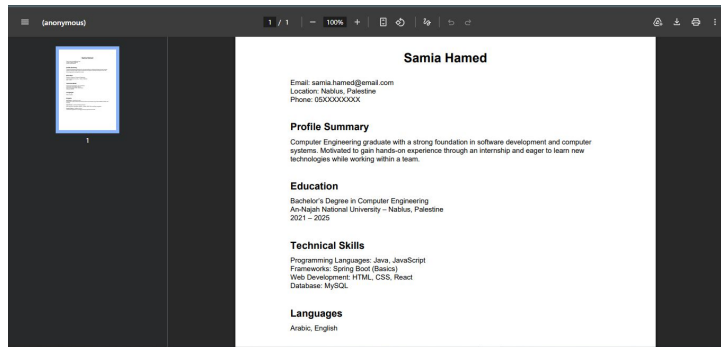 (anonymous)
1 / 1
100%
1
Samia Hamed
Email: samia.hamed@email.com
Location: Nablus, Palestine
Phone: 05XXXXXXXX
Profile Summary
Computer Engineering graduate with a strong foundation in software development and computer
systems. Motivated to gain hands-on experience through an internship and eager to learn new
technologies while working within a team.
Education
Bachelor's Degree in Computer Engineering
An-Najah National University – Nablus, Palestine
2021 – 2025
Technical Skills
Programming Languages: Java, JavaScript
Frameworks: Spring Boot (Basics)
Web Development: HTML, CSS, React
Database: MySQL
Languages
Arabic, English